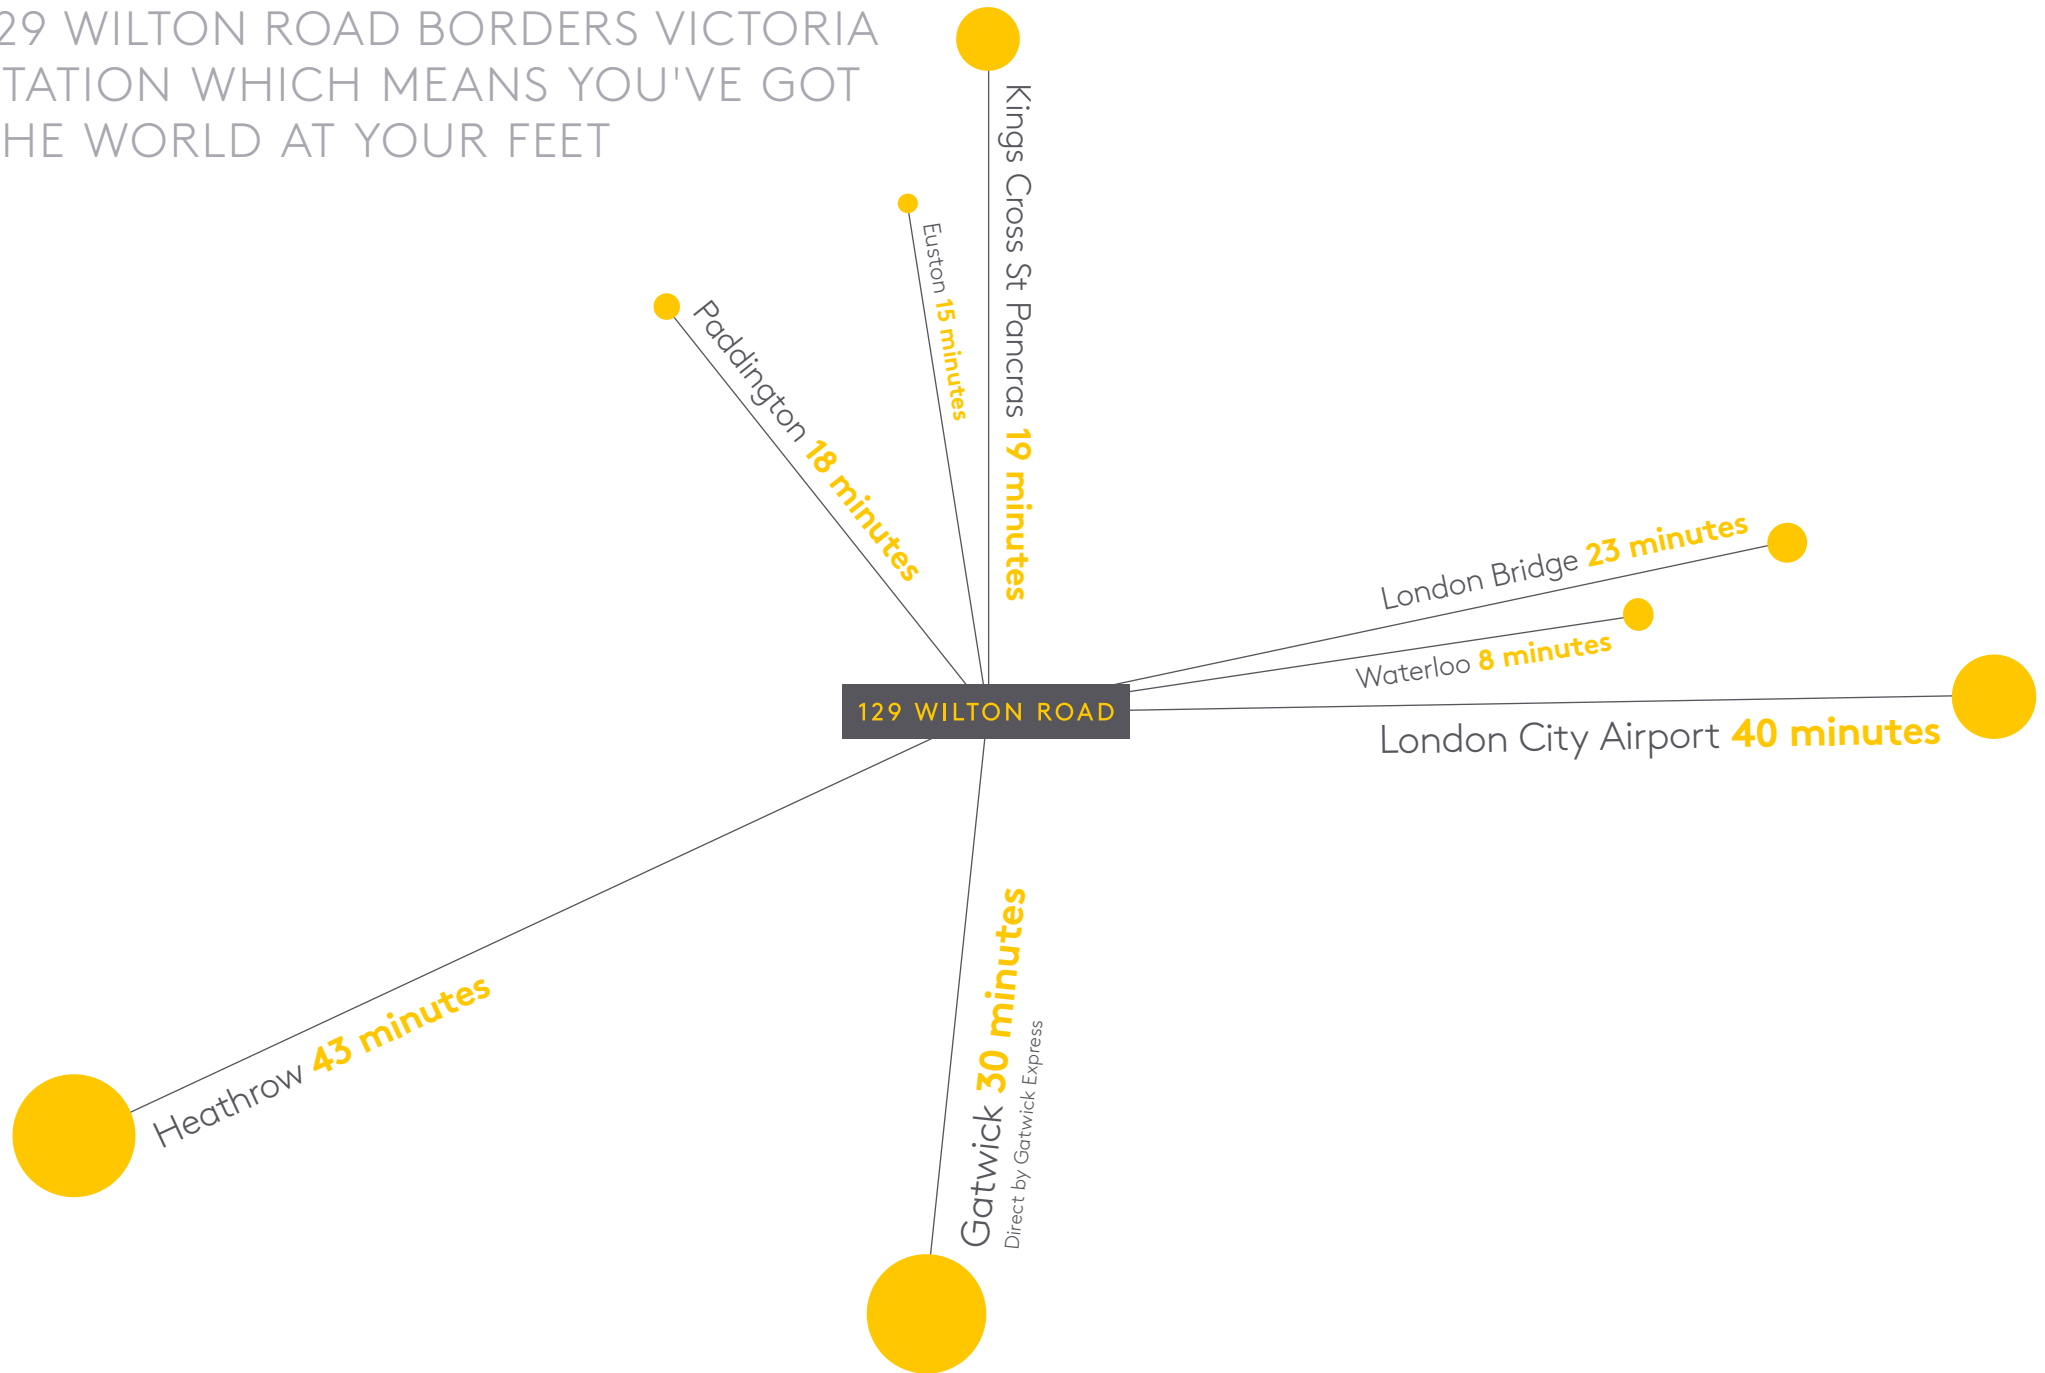 29 WILTON ROAD BORDERS VICTORIA
TATION WHICH MEANS YOU'VE GOT
HE WORLD AT YOUR FEET
Kings Cross St Pancras 19 minutes
Euston 15 minutes
Paddington 18 minutes
London Bridge 23 minutes
Waterloo 8 minutes
129 WILTON ROAD
London City Airport 40 minutes
Heathrow 43 minutes
Gatwick 30 minutes
Direct by Gatwick Express